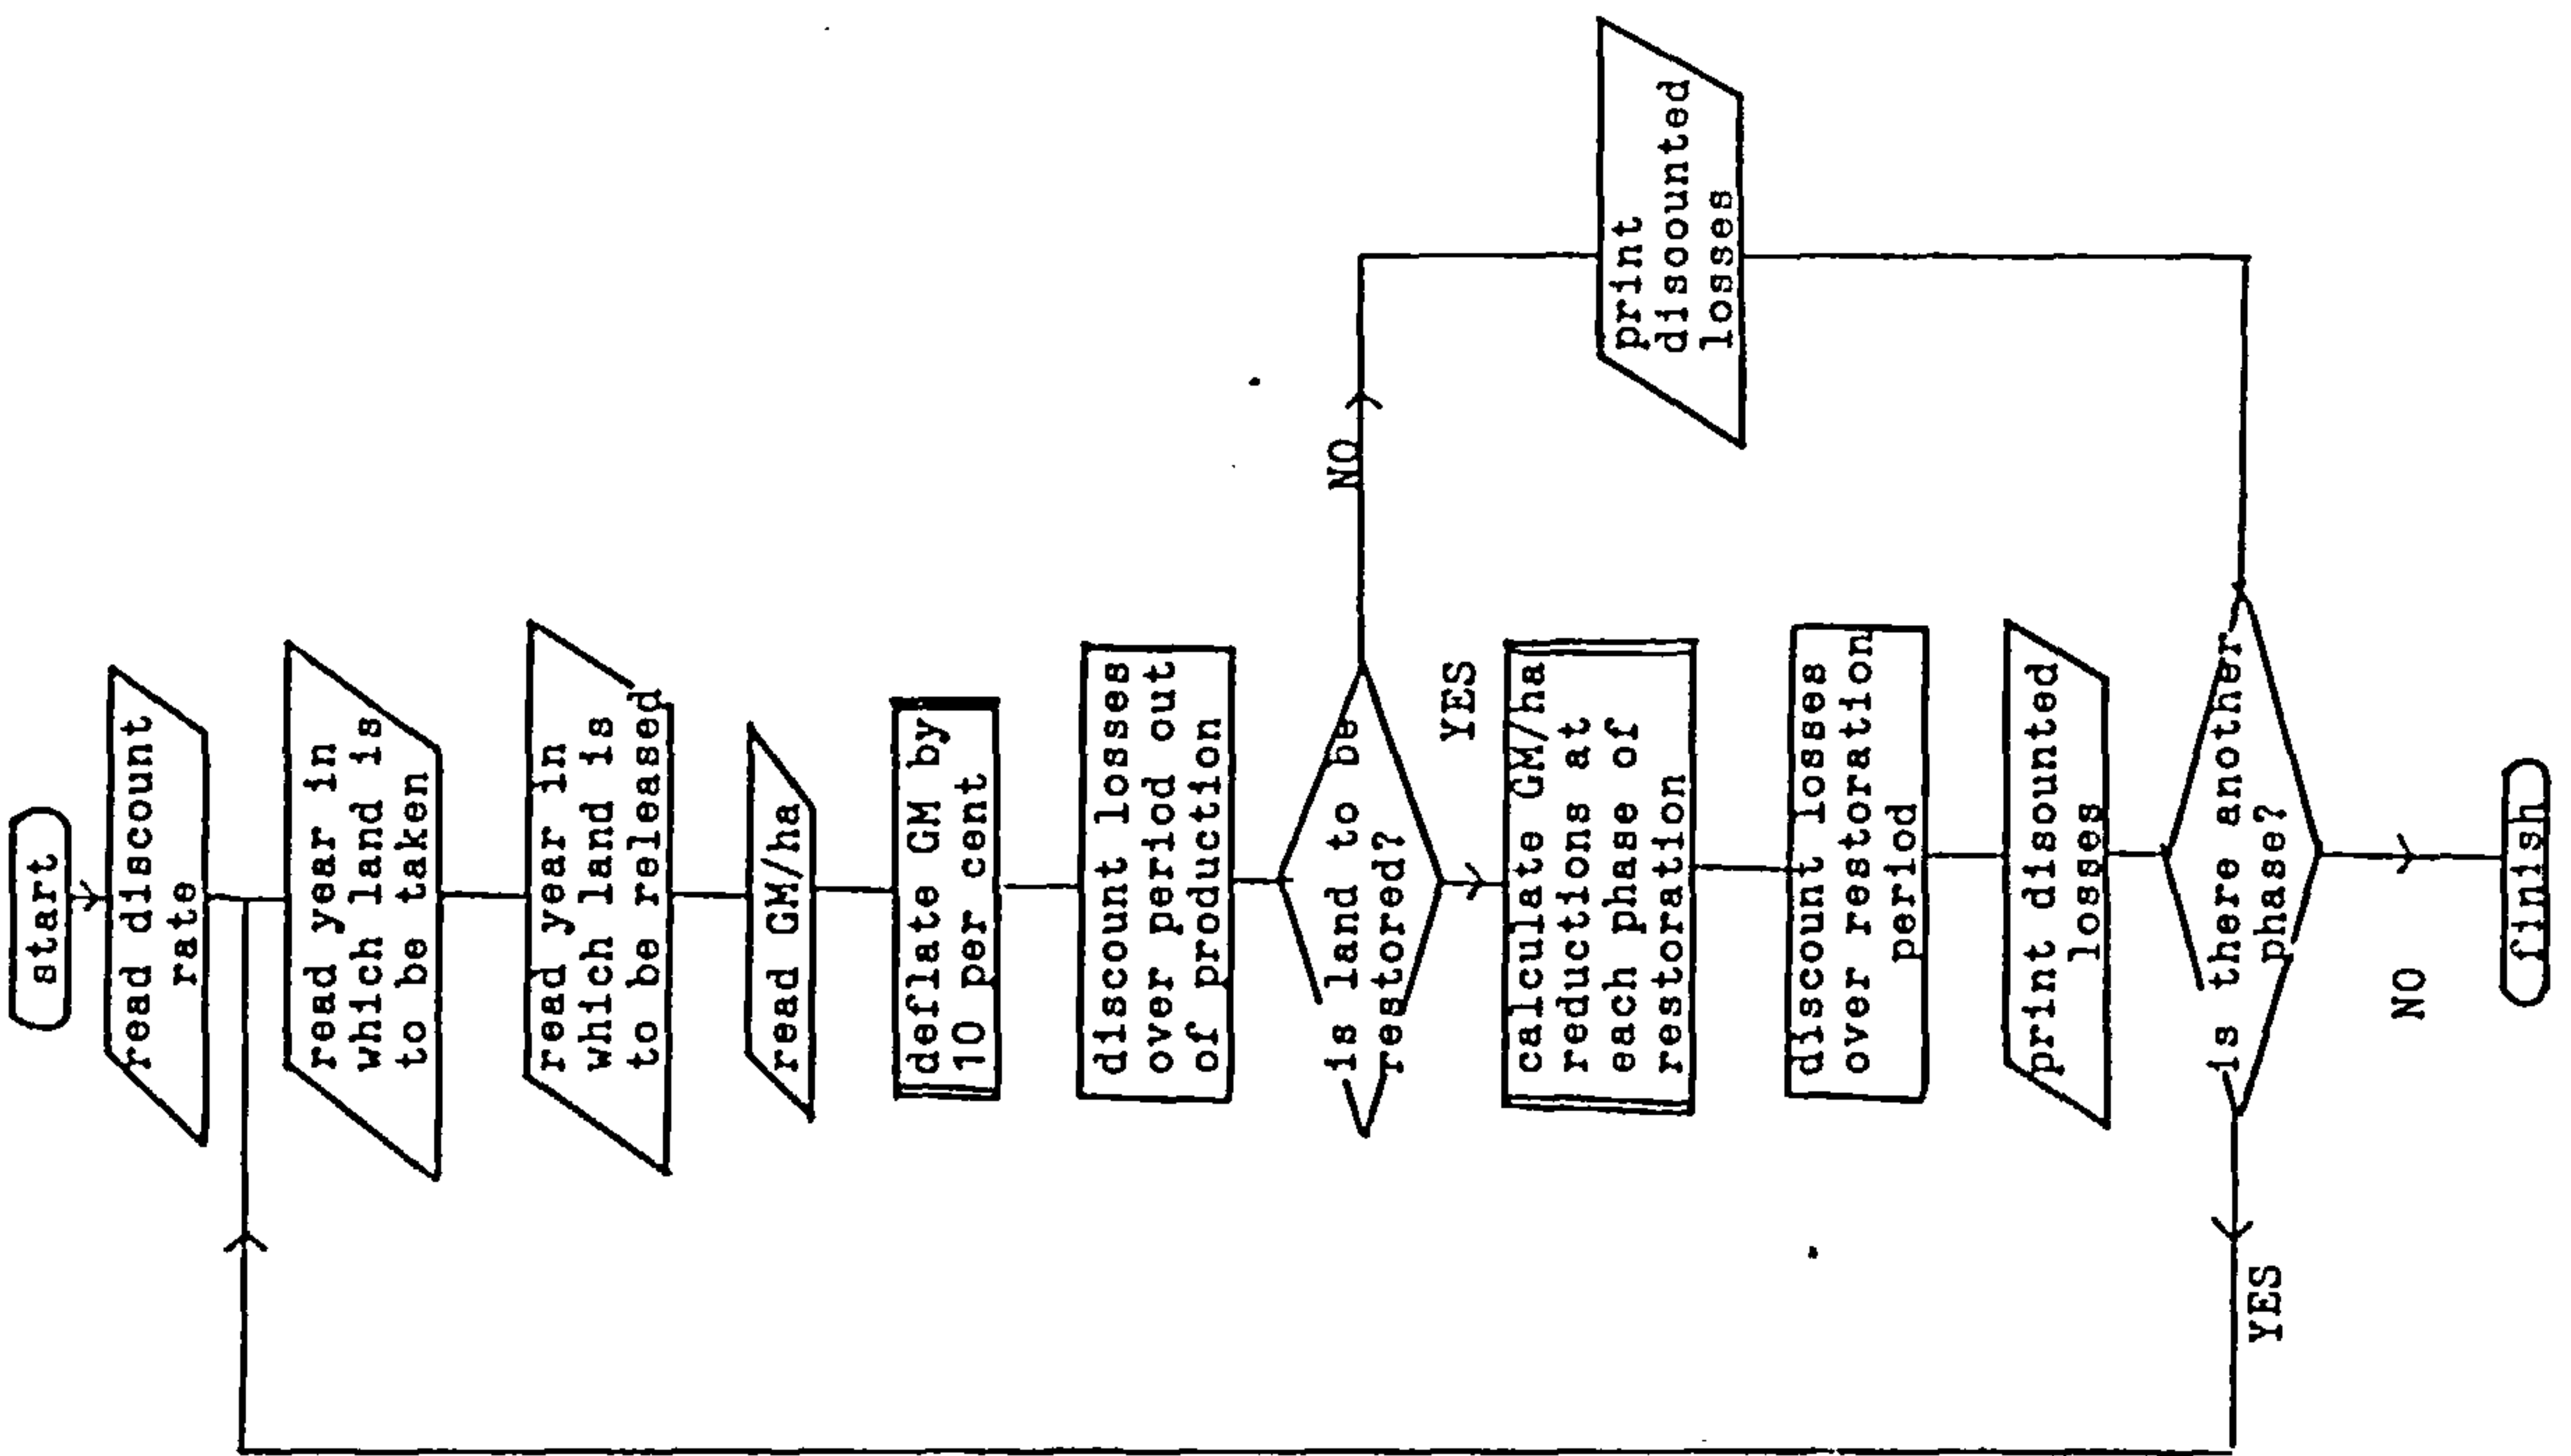 start
read discount
rate
read year in
which land is
to be taken
read year in
which land is
to be released
read GM/ha
deflate GM by
10 per cent
discount losses
over period out
of production
is land to be
restored?
NO
YES
print
discounted
losses
calculate GM/ha
reductions at
each phase of
restoration
discount losses
over restoration
period
print discounted
losses
is there another
phase?
YES
NO
finish